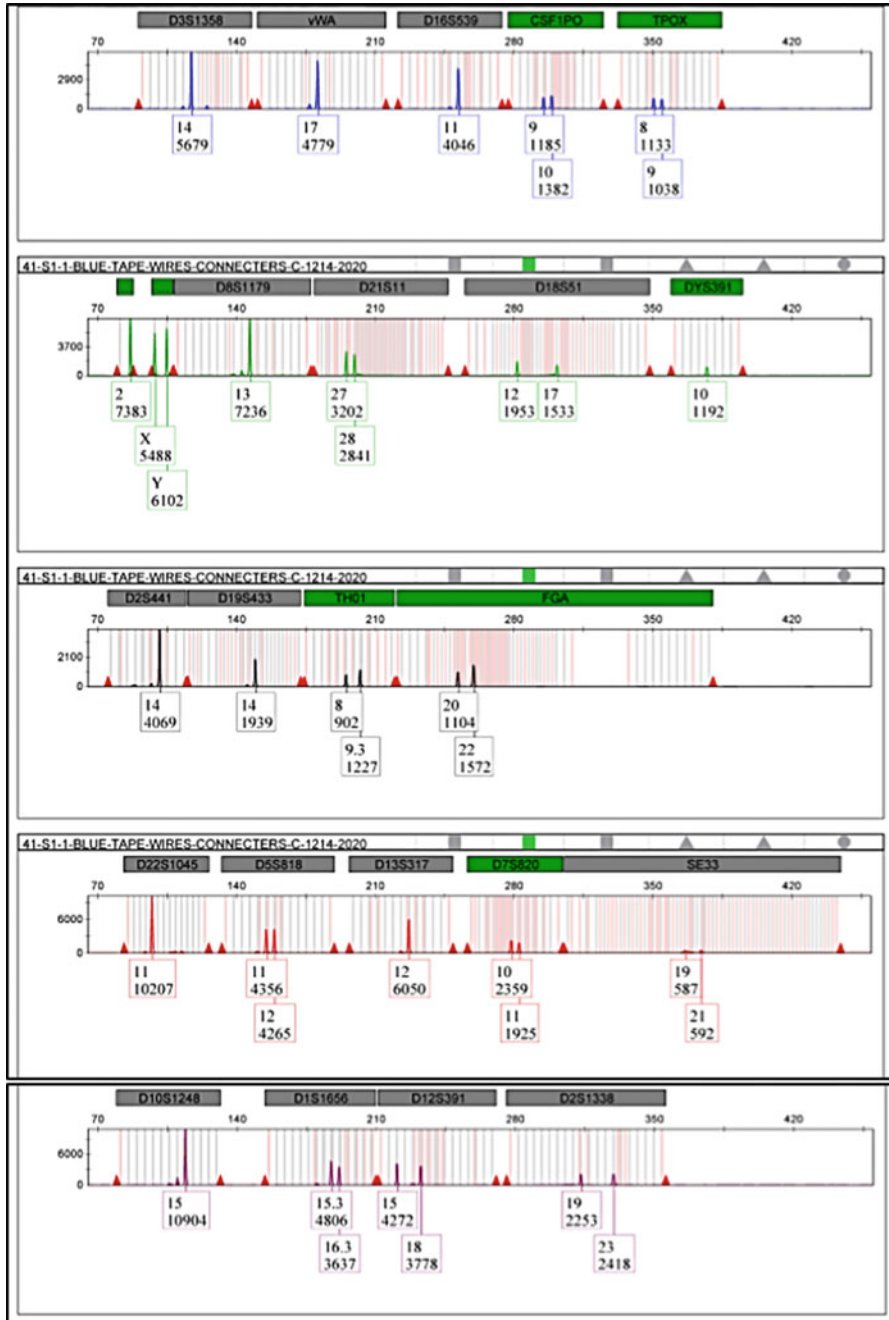 D3S1358 vWA D16S539 CSF1PO TPOX
70 140 210 280 350 420
2900
0
14 17 11 9 8
5679 4779 4046 1185 1133
10 9
1382 1038
41-S1-1-BLUE-TAPE-WIRES-CONNECTERS-C-1214-2020
D8S1179 D21S11 D18S51 DYS391
70 140 210 280 350 420
3700
0
2 13 27 12 17 10
7383 7236 3202 1953 1533 1192
X 28
5488 2841
Y
6102
41-S1-1-BLUE-TAPE-WIRES-CONNECTERS-C-1214-2020
D2S441 D19S433 TH01 FGA
70 140 210 280 350 420
2100
0
14 14 8 20
4069 1939 902 1104
9.3 22
1227 1572
41-S1-1-BLUE-TAPE-WIRES-CONNECTERS-C-1214-2020
D22S1045 D5S818 D13S317 D7S820 SE33
70 140 210 280 350 420
6000
0
11 11 12 10 19
10207 4356 6050 2359 587
12 11 21
4265 1925 592
D10S1248 D1S1656 D12S391 D2S1338
70 140 210 280 350 420
6000
0
15 15.3 15 19
10904 4806 4272 2253
16.3 18 23
3637 3778 2418